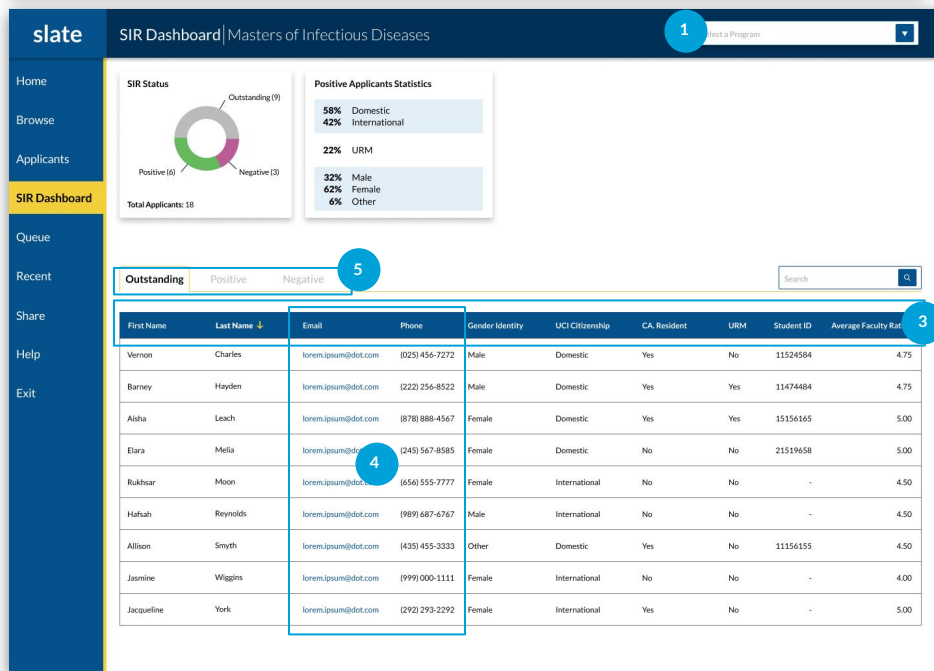 slate
SIR Dashboard|Masters of Infectious Diseases
1
elect a Program
Home
Browse
Applicants
SIR Dashboard
Queue
Recent
Share
Help
Exit
SIR Status
Outstanding (9)
Positive (6)
Negative (3)
Total Applicants: 18
Positive Applicants Statistics
58% Domestic
42% International
22% URM
32% Male
62% Female
6% Other
Outstanding Positive Negative 5
Search
First Name Last Name ↓ Email Phone Gender Identity UCI Citizenship CA. Resident URM Student ID Average Faculty Rat 3
Vernon Charles lorem.ipsum@dot.com (025) 456-7272 Male Domestic Yes No 11524584 4.75
Barney Hayden lorem.ipsum@dot.com (222) 256-8522 Male Domestic Yes Yes 11474484 4.75
Aisha Leach lorem.ipsum@dot.com (878) 888-4567 Female Domestic Yes Yes 15156165 5.00
Elara Melia lorem.ipsum@do (245) 567-8585 Female Domestic No No 21519658 5.00
4
Rukhsar Moon lorem.ipsum@dot.com (656) 555-7777 Female International No No - 4.50
Hafsah Reynolds lorem.ipsum@dot.com (989) 687-6767 Male International No No - 4.50
Allison Smyth lorem.ipsum@dot.com (435) 455-3333 Other Domestic Yes No 11156155 4.50
Jasmine Wiggins lorem.ipsum@dot.com (999) 000-1111 Female International No No - 4.00
Jacqueline York lorem.ipsum@dot.com (292) 293-2292 Female International Yes No - 5.00